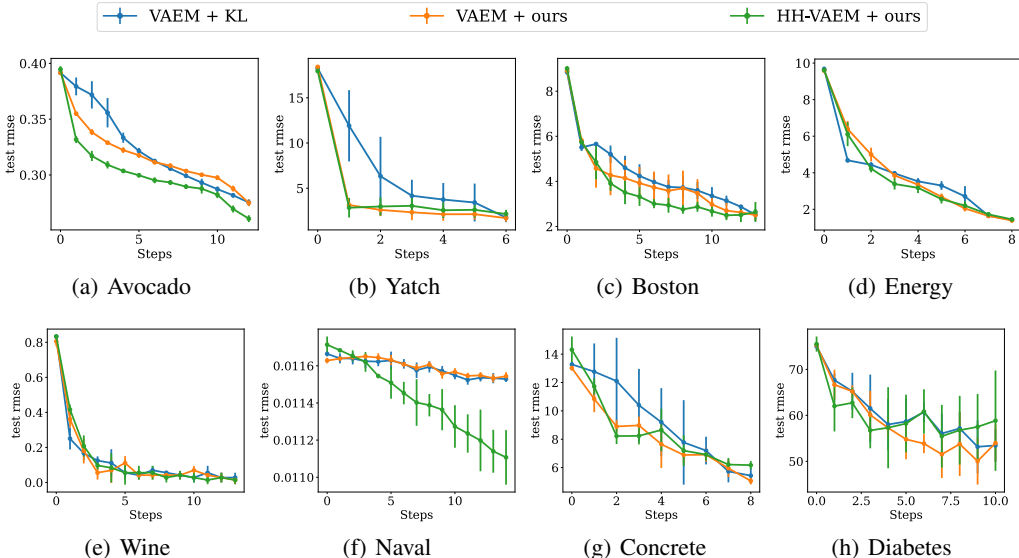 VAEM + KL VAEM + ours HH-VAEM + ours
0.40
0.35
0.30
test rmse
0 5 10
Steps
(a) Avocado
15
10
5
test rmse
0 2 4 6
Steps
(b) Yatch
8
6
4
2
test rmse
0 5 10
Steps
(c) Boston
10
8
6
4
2
test rmse
0 2 4 6 8
Steps
(d) Energy
0.8
0.6
0.4
0.2
0.0
test rmse
0 5 10
Steps
(e) Wine
0.0116
0.0114
0.0112
0.0110
test rmse
0 5 10
Steps
(f) Naval
14
12
10
8
6
test rmse
0 2 4 6 8
Steps
(g) Concrete
70
60
50
test rmse
0.0 2.5 5.0 7.5 10.0
Steps
(h) Diabetes